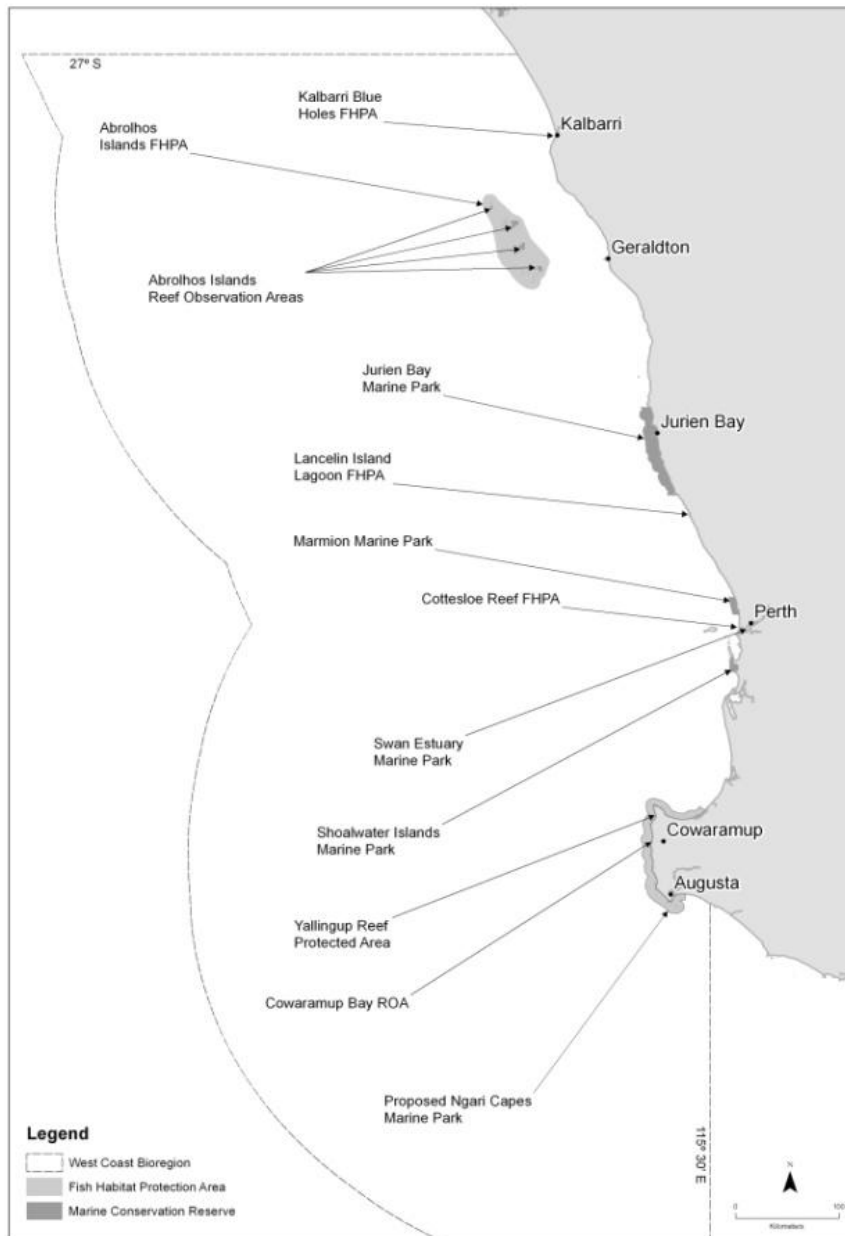 27º S
Kalbarri Blue
Holes FHPA
Kalbarri
Abrolhos
Islands FHPA
Geraldton
Abrolhos Islands
Reef Observation Areas
Jurien Bay
Marine Park
Jurien Bay
Lancelin Island
Lagoon FHPA
Marmion Marine Park
Cottesloe Reef FHPA
Perth
Swan Estuary
Marine Park
Shoalwater Islands
Marine Park
Cowaramup
Augusta
Yallingup Reef
Protected Area
Cowaramup Bay ROA
Proposed Ngari Capes
Marine Park
115º 30' E
Legend
West Coast Bioregion
Fish Habitat Protection Area
Marine Conservation Reserve
N
0 100
Kilometers